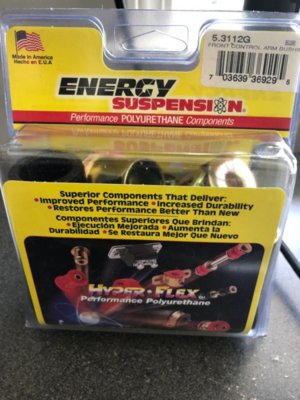 Made in America
Hecho en E.U.A
5.3112G
FRONT CONTROL ARM BUSHI
7 03639 36929 5
ENERGY
SUSPENSION
®
Performance POLYURETHANE Components
Superior Components That Deliver:
• Improved Performance • Increased Durability
• Restores Performance Better Than New
Componentes Superiores Que Brindan:
• Ejecución Mejorada • Aumenta la
Durabilidad • Se Restaura Mejor Que Nuevo
HYPER·FLEX
Performance Polyurethane